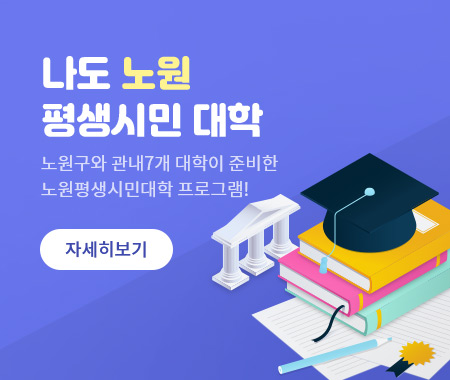 나도 노원
평생시민 대학
노원구와 관내7개 대학이 준비한
노원평생시민대학 프로그램!
자세히보기